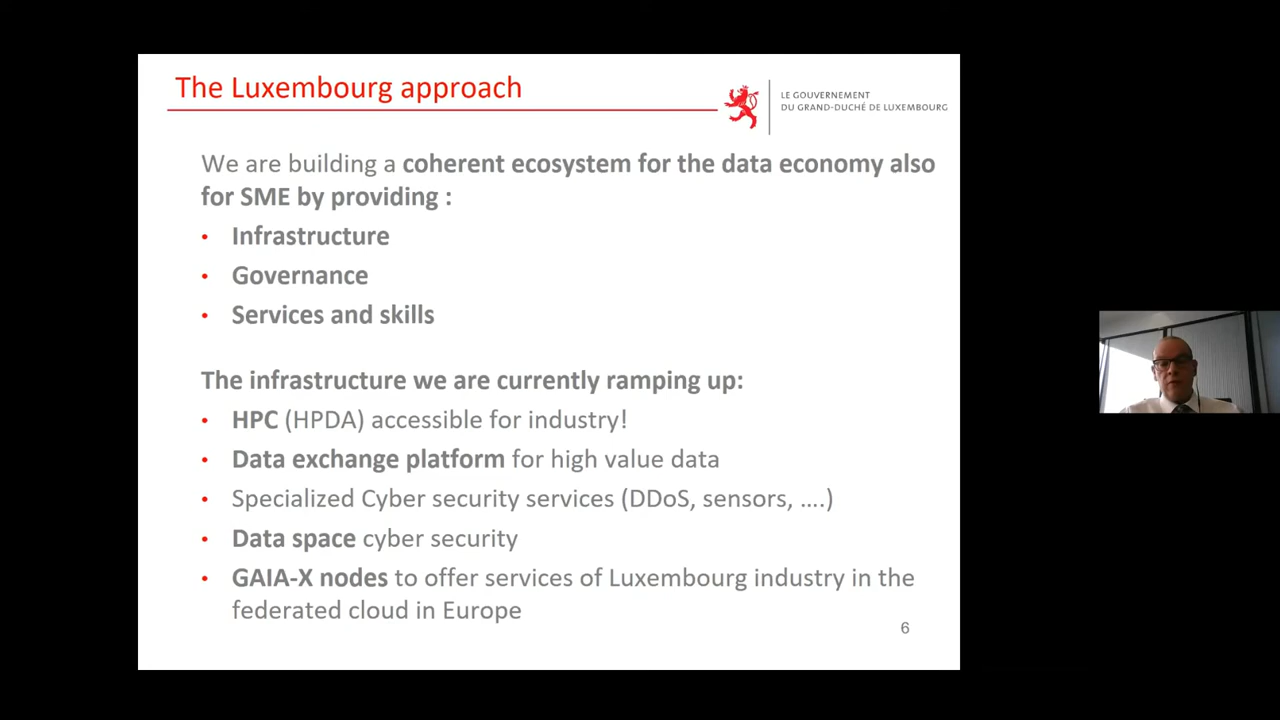 The Luxembourg approach
LE GOUVERNEMENT
DU GRAND-DUCHÉ DE LUXEMBOURG
We are building a coherent ecosystem for the data economy also
for SME by providing :
• Infrastructure
• Governance
• Services and skills
The infrastructure we are currently ramping up:
• HPC (HPDA) accessible for industry!
• Data exchange platform for high value data
• Specialized Cyber security services (DDoS, sensors, ....)
• Data space cyber security
• GAIA-X nodes to offer services of Luxembourg industry in the
federated cloud in Europe
6